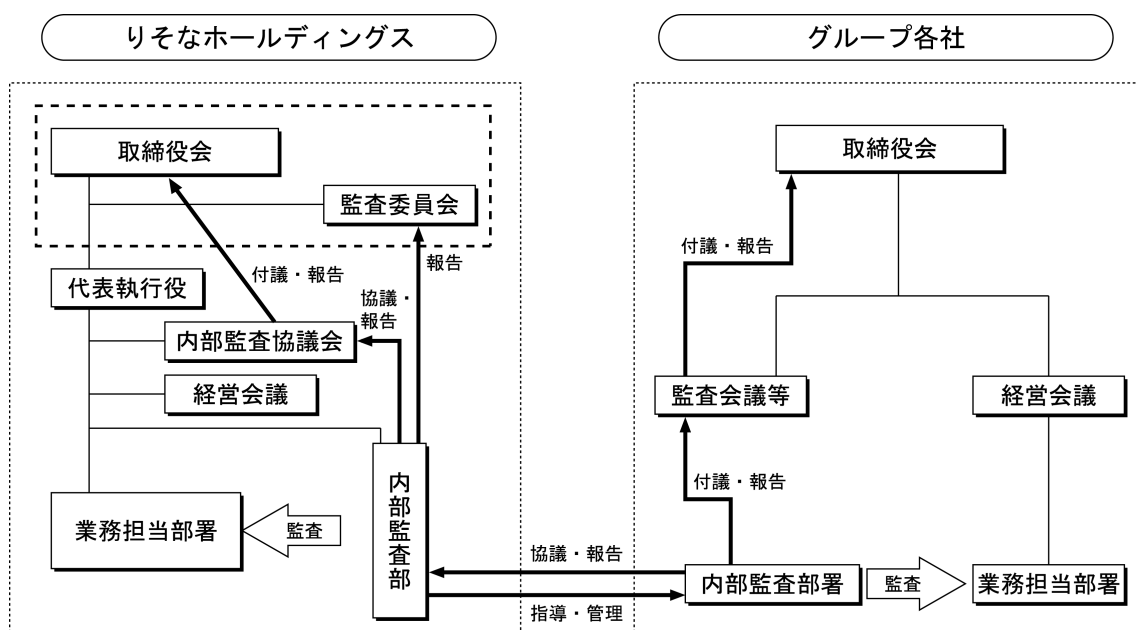 りそなホールディングス
取締役会
監査委員会
付議・報告
報告
代表執行役
協議・
報告
内部監査協議会
経営会議
内部監査部
業務担当部署
監査
グループ各社
取締役会
付議・報告
監査会議等
経営会議
付議・報告
協議・報告
指導・管理
内部監査部署
監査
業務担当部署